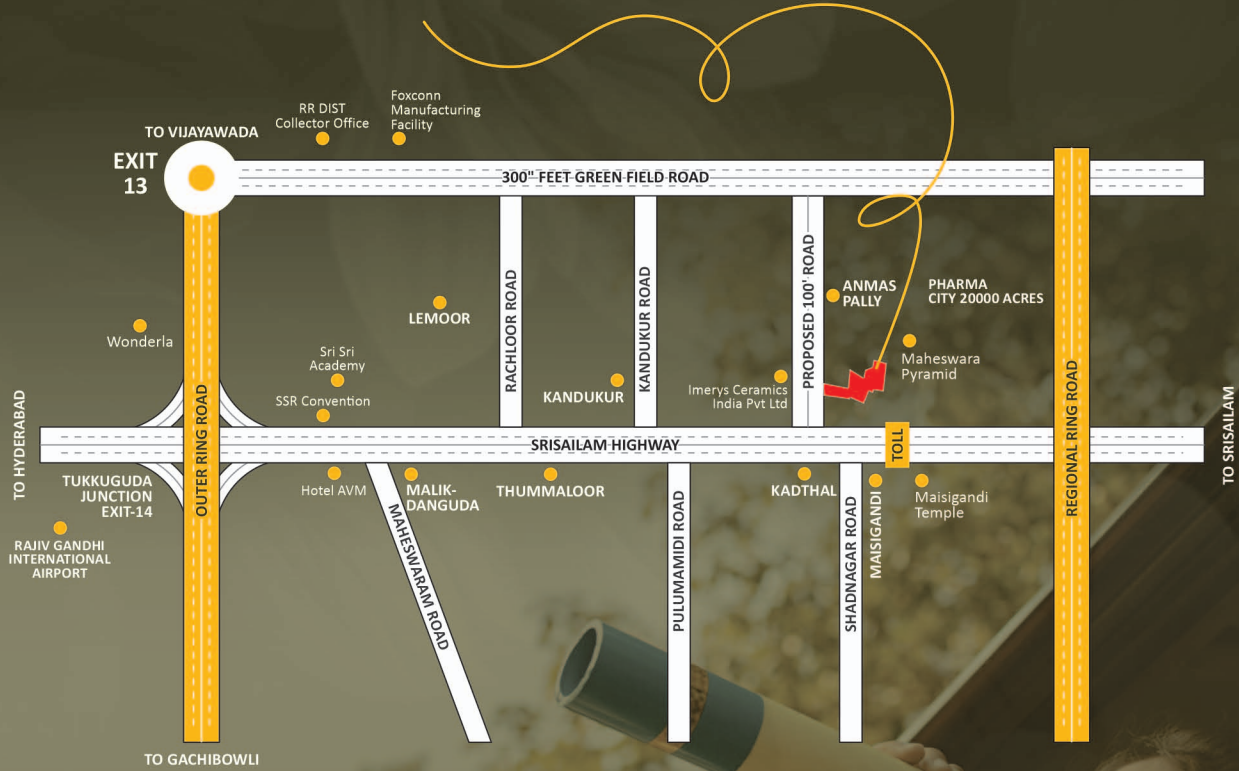 RR DIST
Collector Office
Foxconn
Manufacturing
Facility
TO VIJAYAWADA
EXIT
13
300" FEET GREEN FIELD ROAD
RACHLOOR ROAD
KANDUKUR ROAD
PROPOSED 100' ROAD
ANMAS
PALLY
PHARMA
CITY 20000 ACRES
LEMOOR
Wonderla
Sri Sri
Academy
SSR Convention
KANDUKUR
Imerys Ceramics
India Pvt Ltd
Maheswara
Pyramid
TO HYDERABAD
OUTER RING ROAD
REGIONAL RING ROAD
TO SRISAILAM
SRISAILAM HIGHWAY
TOLL
TUKKUGUDA
JUNCTION
EXIT-14
Hotel AVM
MALIK-
DANGUDA
THUMMALOOR
KADTHAL
MAISIGANDI
Maisigandi
Temple
RAJIV GANDHI
INTERNATIONAL
AIRPORT
MAHESWARAM ROAD
PULUMAMIDI ROAD
SHADNAGAR ROAD
TO GACHIBOWLI